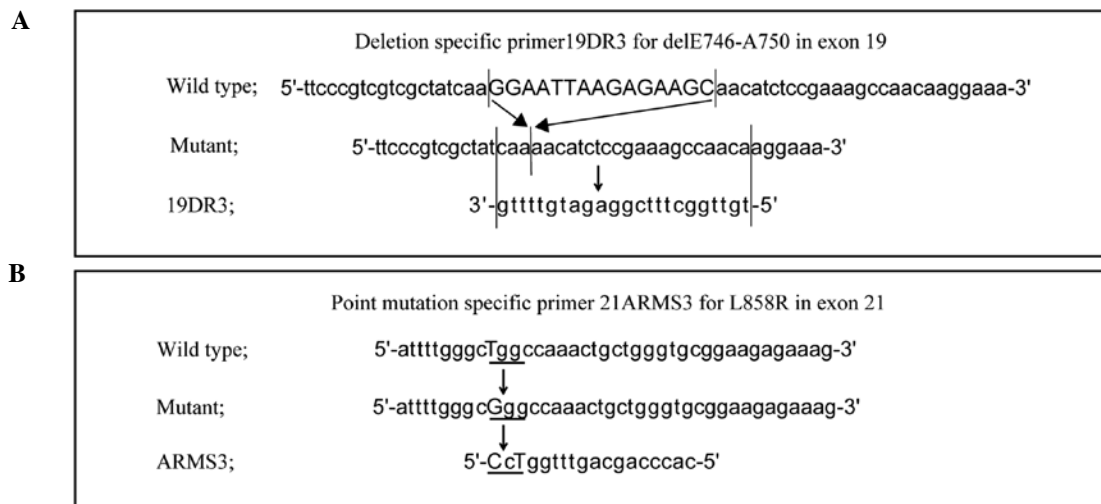 A
Deletion specific primer19DR3 for delE746-A750 in exon 19
Wild type; 5'-ttcccgtcgtcgctatcaaGGAATTAAGAGAAGCaacatctccgaaagccaacaaggaaa-3'
Mutant; 5'-ttcccgtcgctatcaaaacatctccgaaagccaacaaggaaa-3'
19DR3; 3'-gttttgtagaggctttcggttgt-5'
B
Point mutation specific primer 21ARMS3 for L858R in exon 21
Wild type; 5'-attttgggcTggccaaactgctgggtgcggaagagaaag-3'
Mutant; 5'-attttgggcGggccaaactgctgggtgcggaagagaaag-3'
ARMS3; 5'-CcTggtttgacgacccac-5'